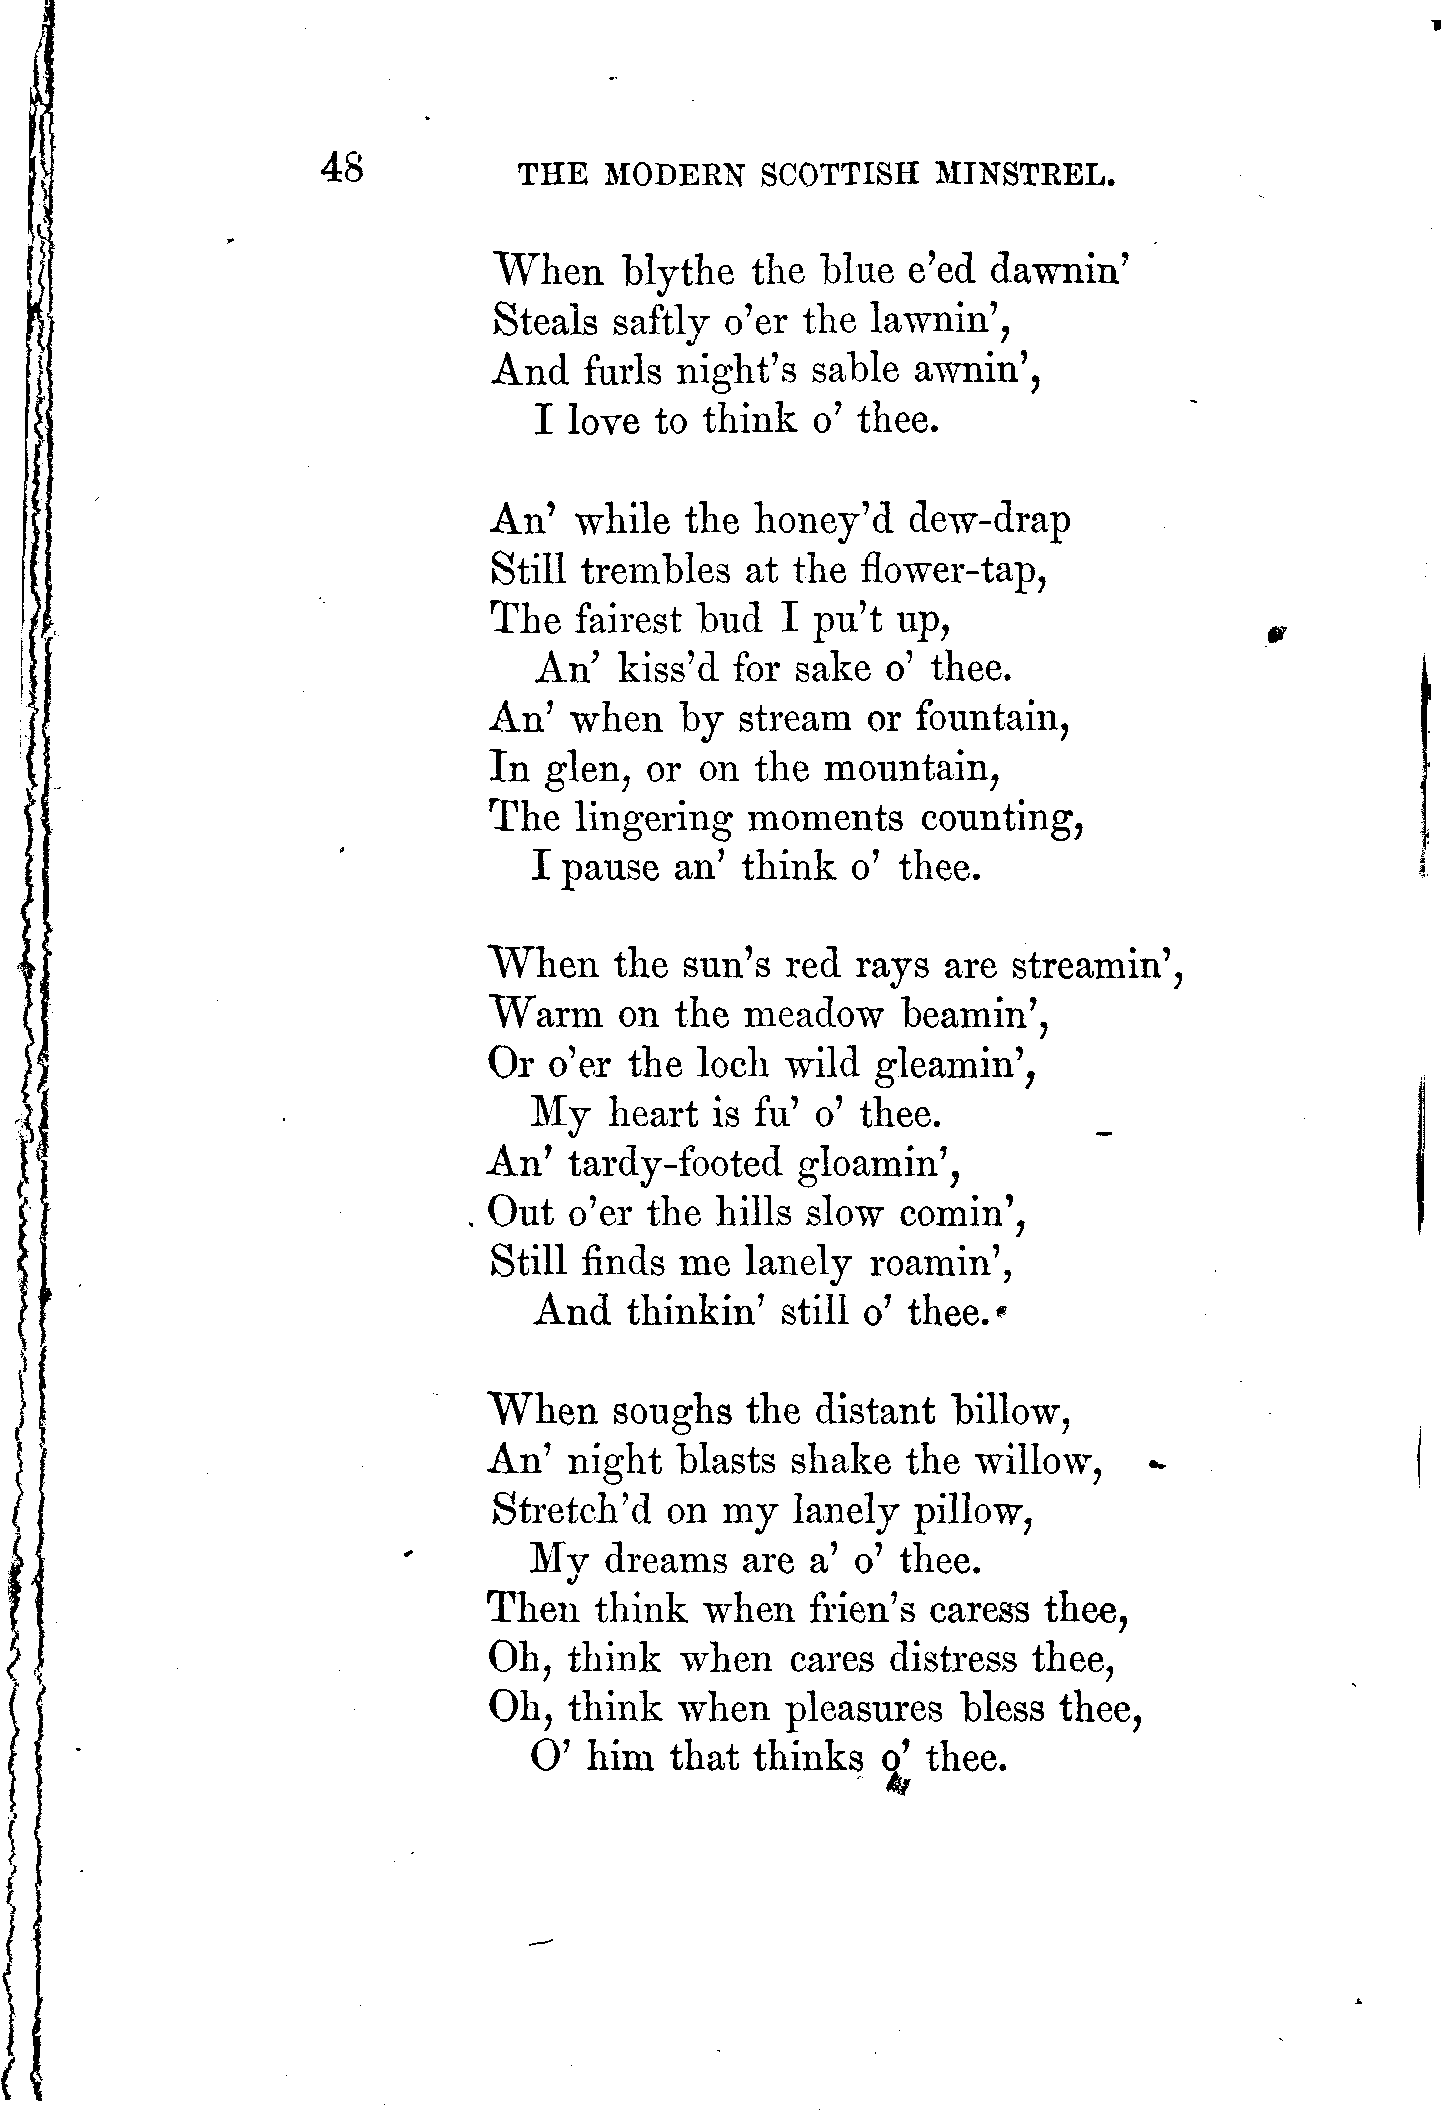 48 THE MODERN SCOTTISH MINSTREL.
When blythe the blue e'ed dawnin'
Steals saftly o'er the lawnin',
And furls night's sable awnin',
I love to think o' thee.
An' while the honey'd dew-drap
Still trembles at the flower-tap,
The fairest bud I pu't up,
An' kiss'd for sake o' thee.
An' when by stream or fountain,
In glen, or on the mountain,
The lingering moments counting,
I pause an' think o' thee.
When the sun's red rays are streamin',
Warm on the meadow beamin',
Or o'er the loch wild gleamin',
My heart is fu' o' thee.
An' tardy-footed gloamin',
Out o'er the hills slow comin',
Still finds me lanely roamin',
And thinkin' still o' thee.
When soughs the distant billow,
An' night blasts shake the willow,
Stretch'd on my lanely pillow,
My dreams are a' o' thee.
Then think when frien's caress thee,
Oh, think when cares distress thee,
Oh, think when pleasures bless thee,
O' him that thinks o' thee.